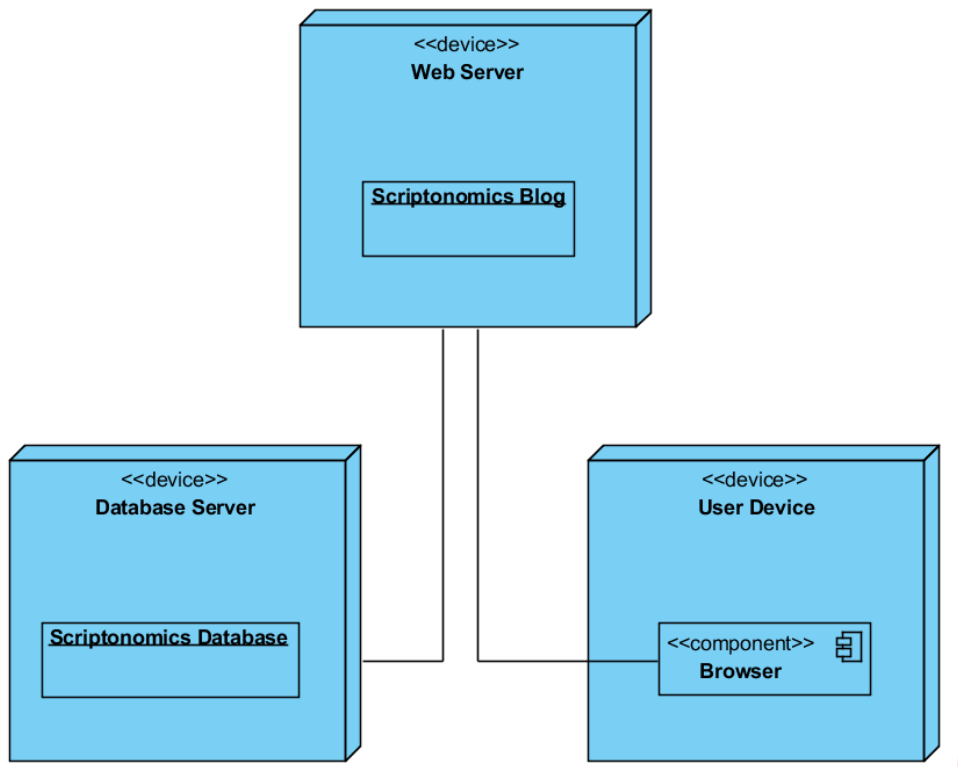 <<device>>
Web Server
Scriptonomics Blog
<<device>>
Database Server
Scriptonomics Database
<<device>>
User Device
<<component>>
Browser